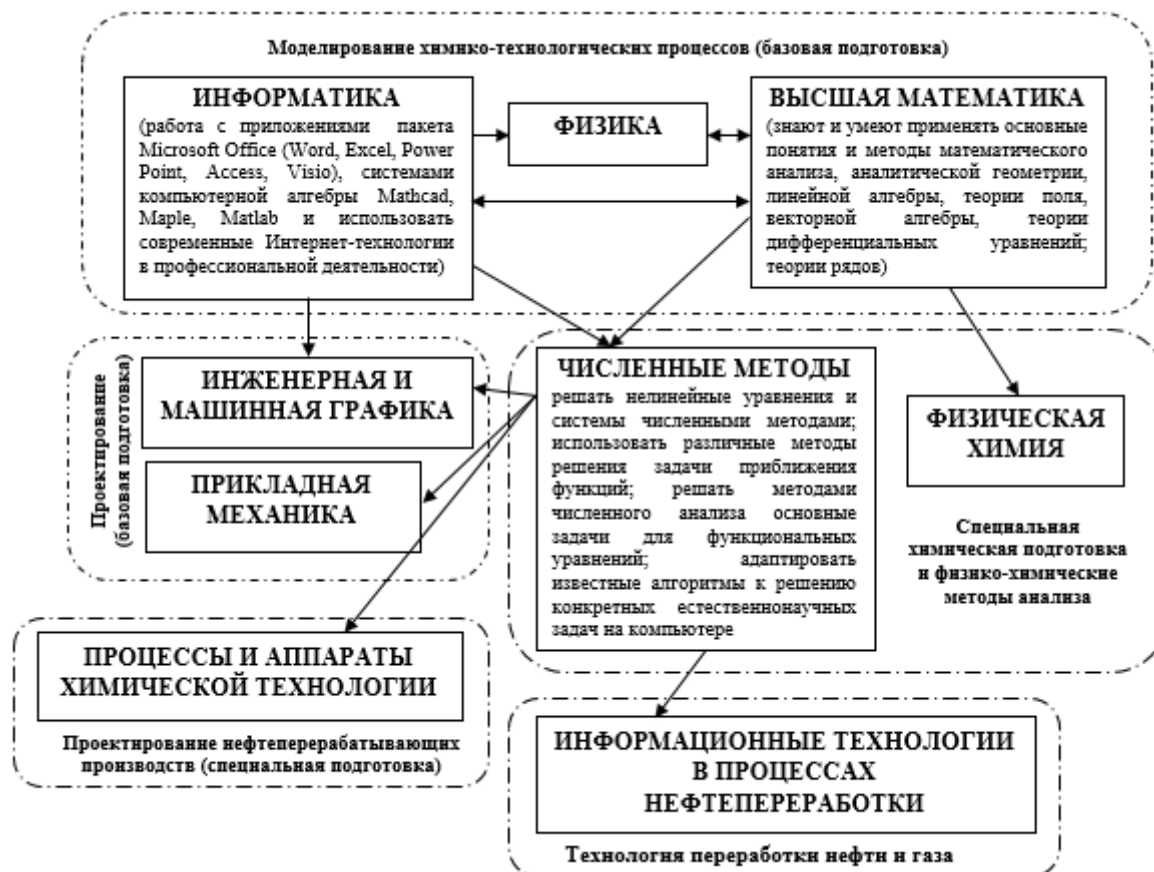 Моделирование химико-технологических процессов (базовая подготовка)
ИНФОРМАТИКА
(работа с приложениями пакета
Microsoft Office (Word, Excel, Power
Point, Access, Visio), системами
компьютерной алгебры Mathcad,
Maple, Matlab и использовать
современные Интернет-технологии
в профессиональной деятельности)
ФИЗИКА
ВЫСШАЯ МАТЕМАТИКА
(знают и умеют применять основные
понятия и методы математического
анализа, аналитической геометрии,
линейной алгебры, теории поля,
векторной алгебры, теории
дифференциальных уравнений;
теории рядов)
Проектирование
(базовая подготовка)
ИНЖЕНЕРНАЯ И
МАШИННАЯ ГРАФИКА
ПРИКЛАДНАЯ
МЕХАНИКА
ЧИСЛЕННЫЕ МЕТОДЫ
решать нелинейные уравнения и
системы численными методами;
использовать различные методы
решения задачи приближения
функций; решать методами
численного анализа основные
задачи для функциональных
уравнений; адаптировать
известные алгоритмы к решению
конкретных естественнонаучных
задач на компьютере
ФИЗИЧЕСКАЯ
ХИМИЯ
Специальная
химическая подготовка
и физико-химические
методы анализа
ПРОЦЕССЫ И АППАРАТЫ
ХИМИЧЕСКОЙ ТЕХНОЛОГИИ
Проектирование нефтеперерабатывающих
производств (специальная подготовка)
ИНФОРМАЦИОННЫЕ ТЕХНОЛОГИИ
В ПРОЦЕССАХ
НЕФТЕПЕРЕРАБОТКИ
Технология переработки нефти и газа